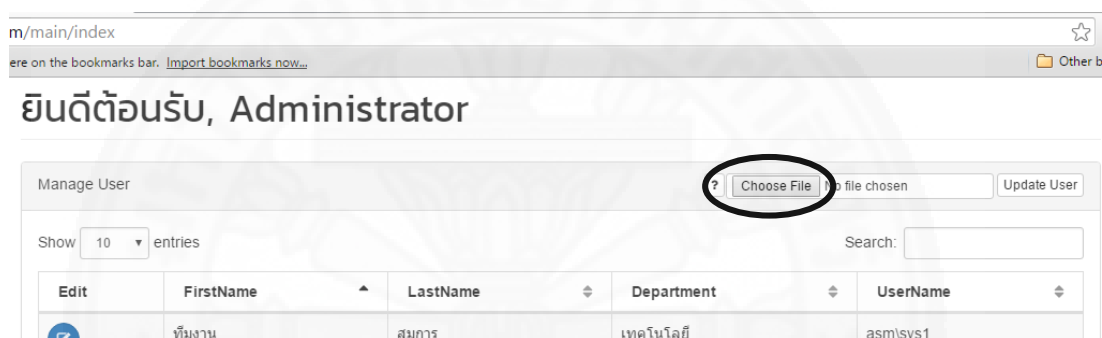 m/main/index
ere on the bookmarks bar. Import bookmarks now... Other b
ยินดีต้อนรับ, Administrator
Manage User ? Choose File No file chosen Update User
Show 10 entries Search:
Edit FirstName LastName Department UserName
ทีมงาน สมการ เทคโนโลยี asm\sys1